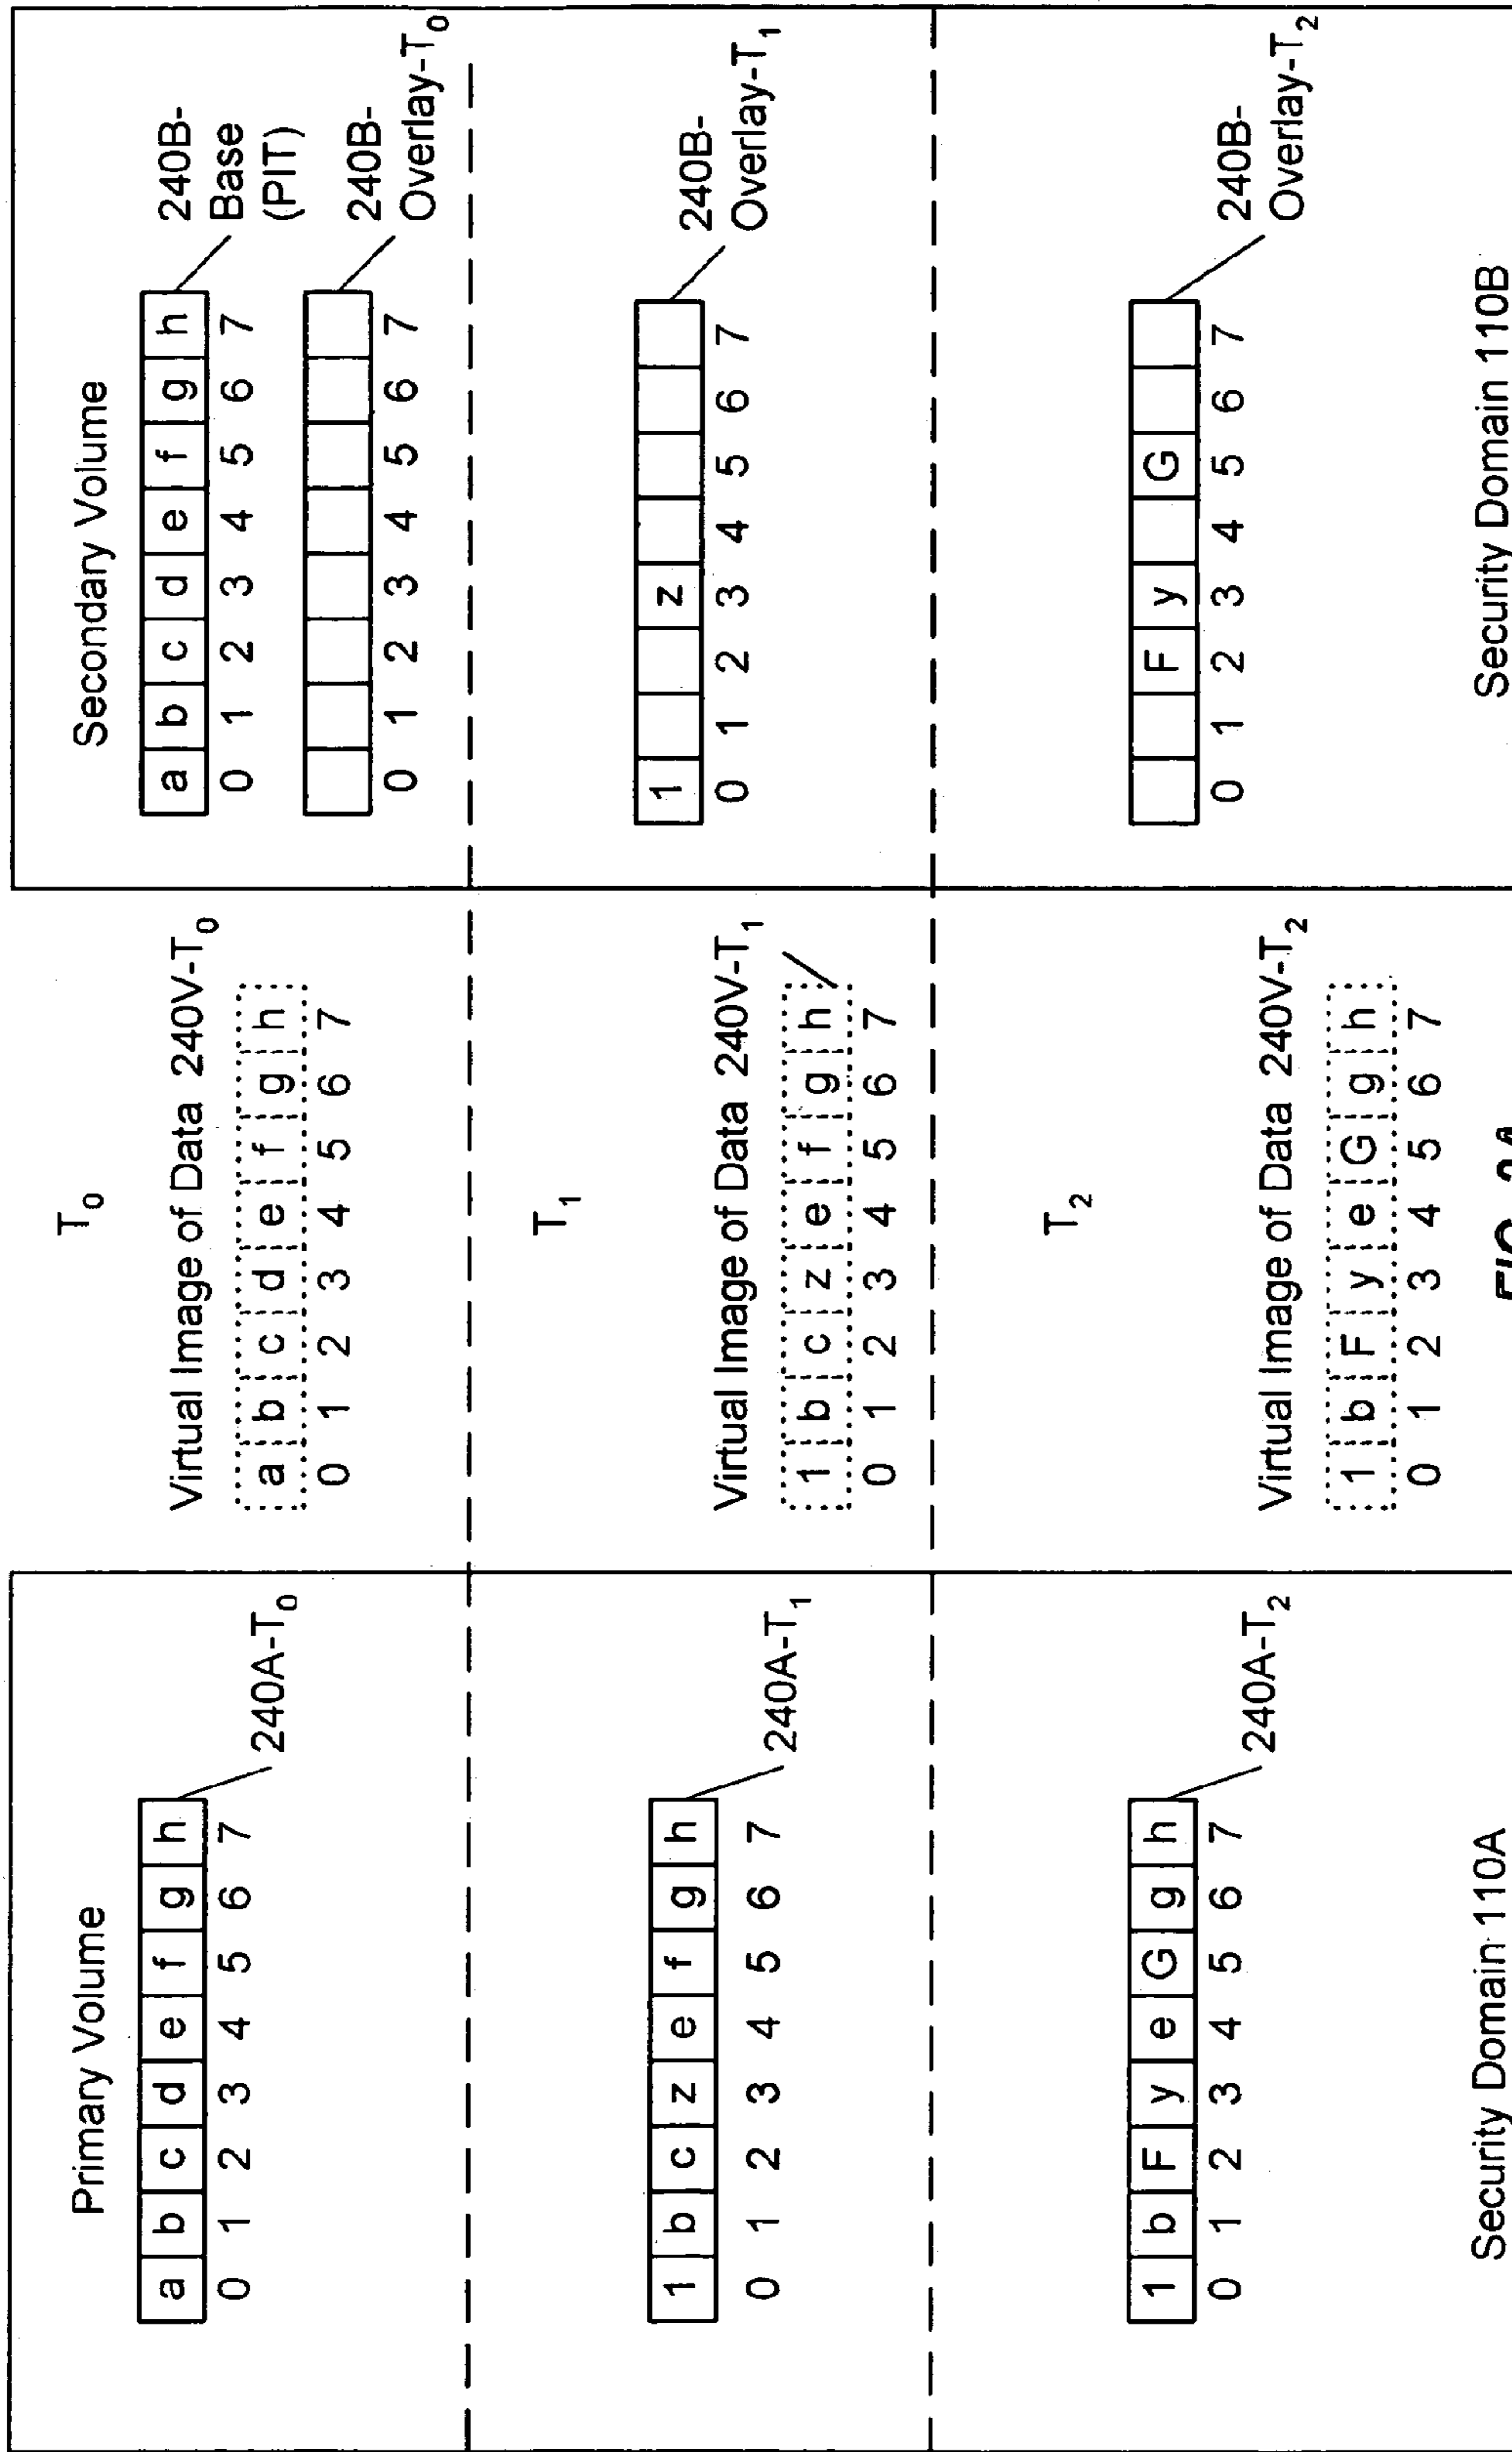 Primary Volume
a b c d e f g h
0 1 2 3 4 5 6 7
240A-T₀
1 b c z e f g h
0 1 2 3 4 5 6 7
240A-T₁
1 b F y e G g h
0 1 2 3 4 5 6 7
240A-T₂
Security Domain 110A
T₀
Virtual Image of Data 240V-T₀
a b c d e f g h
0 1 2 3 4 5 6 7
T₁
Virtual Image of Data 240V-T₁
1 b c z e f g h
0 1 2 3 4 5 6 7
T₂
Virtual Image of Data 240V-T₂
1 b F y e G g h
0 1 2 3 4 5 6 7
FIG.
Secondary Volume
a b c d e f g h
0 1 2 3 4 5 6 7
240B-
Base
(PIT)
0 1 2 3 4 5 6 7
240B-
Overlay-T₀
1 z
0 1 2 3 4 5 6 7
240B-
Overlay-T₁
F y G
0 1 2 3 4 5 6 7
240B-
Overlay-T₂
Security Domain 110B